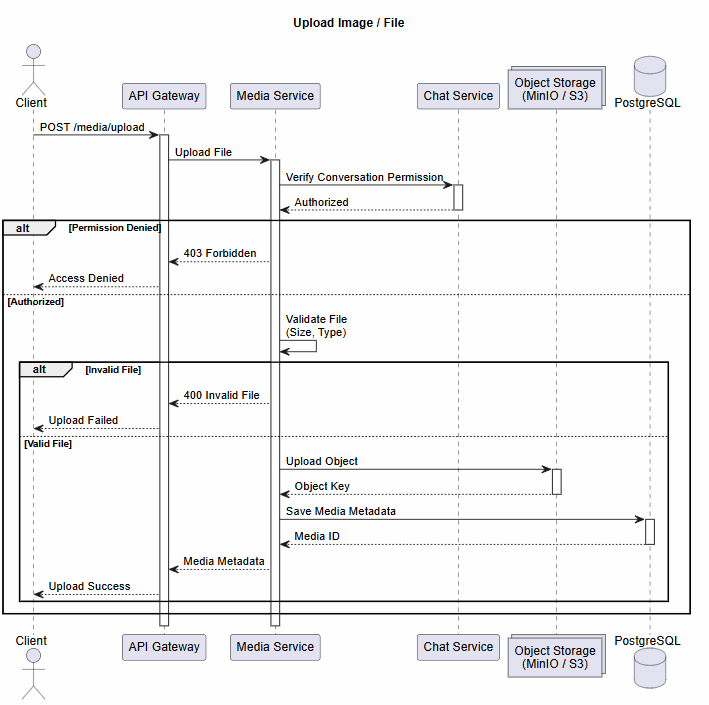 Upload Image / File
Client
API Gateway
Media Service
Chat Service
Object Storage
(MinIO / S3)
PostgreSQL
POST /media/upload
Upload File
Verify Conversation Permission
Authorized
alt
[Permission Denied]
403 Forbidden
Access Denied
[Authorized]
Validate File
(Size, Type)
alt
[Invalid File]
400 Invalid File
Upload Failed
[Valid File]
Upload Object
Object Key
Save Media Metadata
Media ID
Media Metadata
Upload Success
Client
API Gateway
Media Service
Chat Service
Object Storage
(MinIO / S3)
PostgreSQL